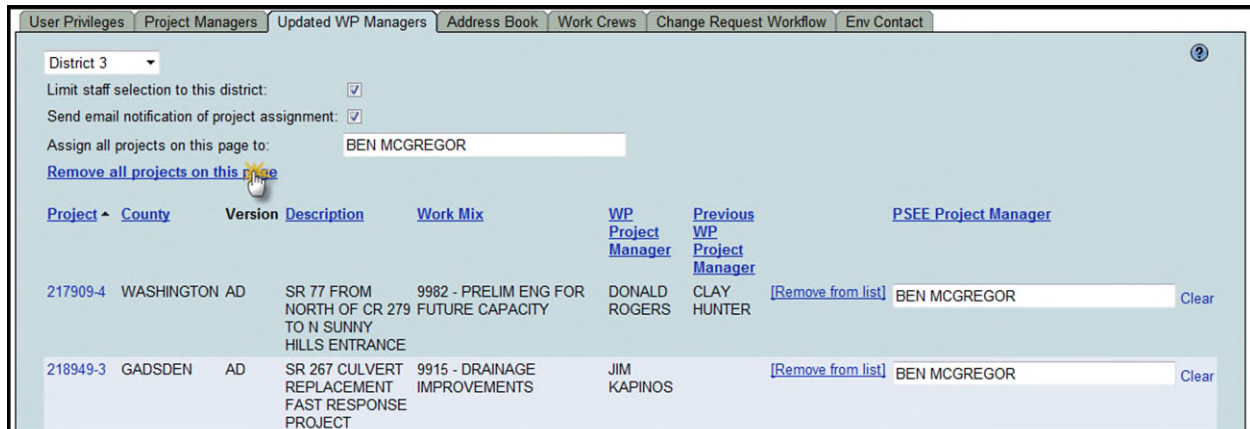 User Privileges Project Managers Updated WP Managers Address Book Work Crews Change Request Workflow Env Contact
District 3
?
Limit staff selection to this district:
Send email notification of project assignment:
Assign all projects on this page to: BEN MCGREGOR
Remove all projects on this page
Project County Version Description Work Mix WP Project Manager Previous WP Project Manager PSEE Project Manager
217909-4 WASHINGTON AD SR 77 FROM 9982 - PRELIM ENG FOR DONALD CLAY [Remove from list] BEN MCGREGOR Clear
NORTH OF CR 279 FUTURE CAPACITY ROGERS HUNTER
TO N SUNNY
HILLS ENTRANCE
218949-3 GADSDEN AD SR 267 CULVERT 9915 - DRAINAGE JIM [Remove from list] BEN MCGREGOR Clear
REPLACEMENT IMPROVEMENTS KAPINOS
FAST RESPONSE
PROJECT